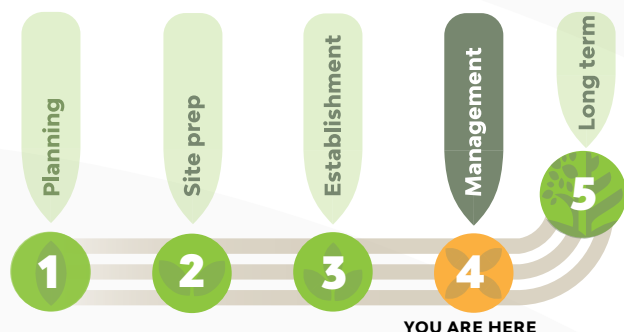 Planning
Site prep
Establishment
Management
Long term
1
2
3
4
5
YOU ARE HERE